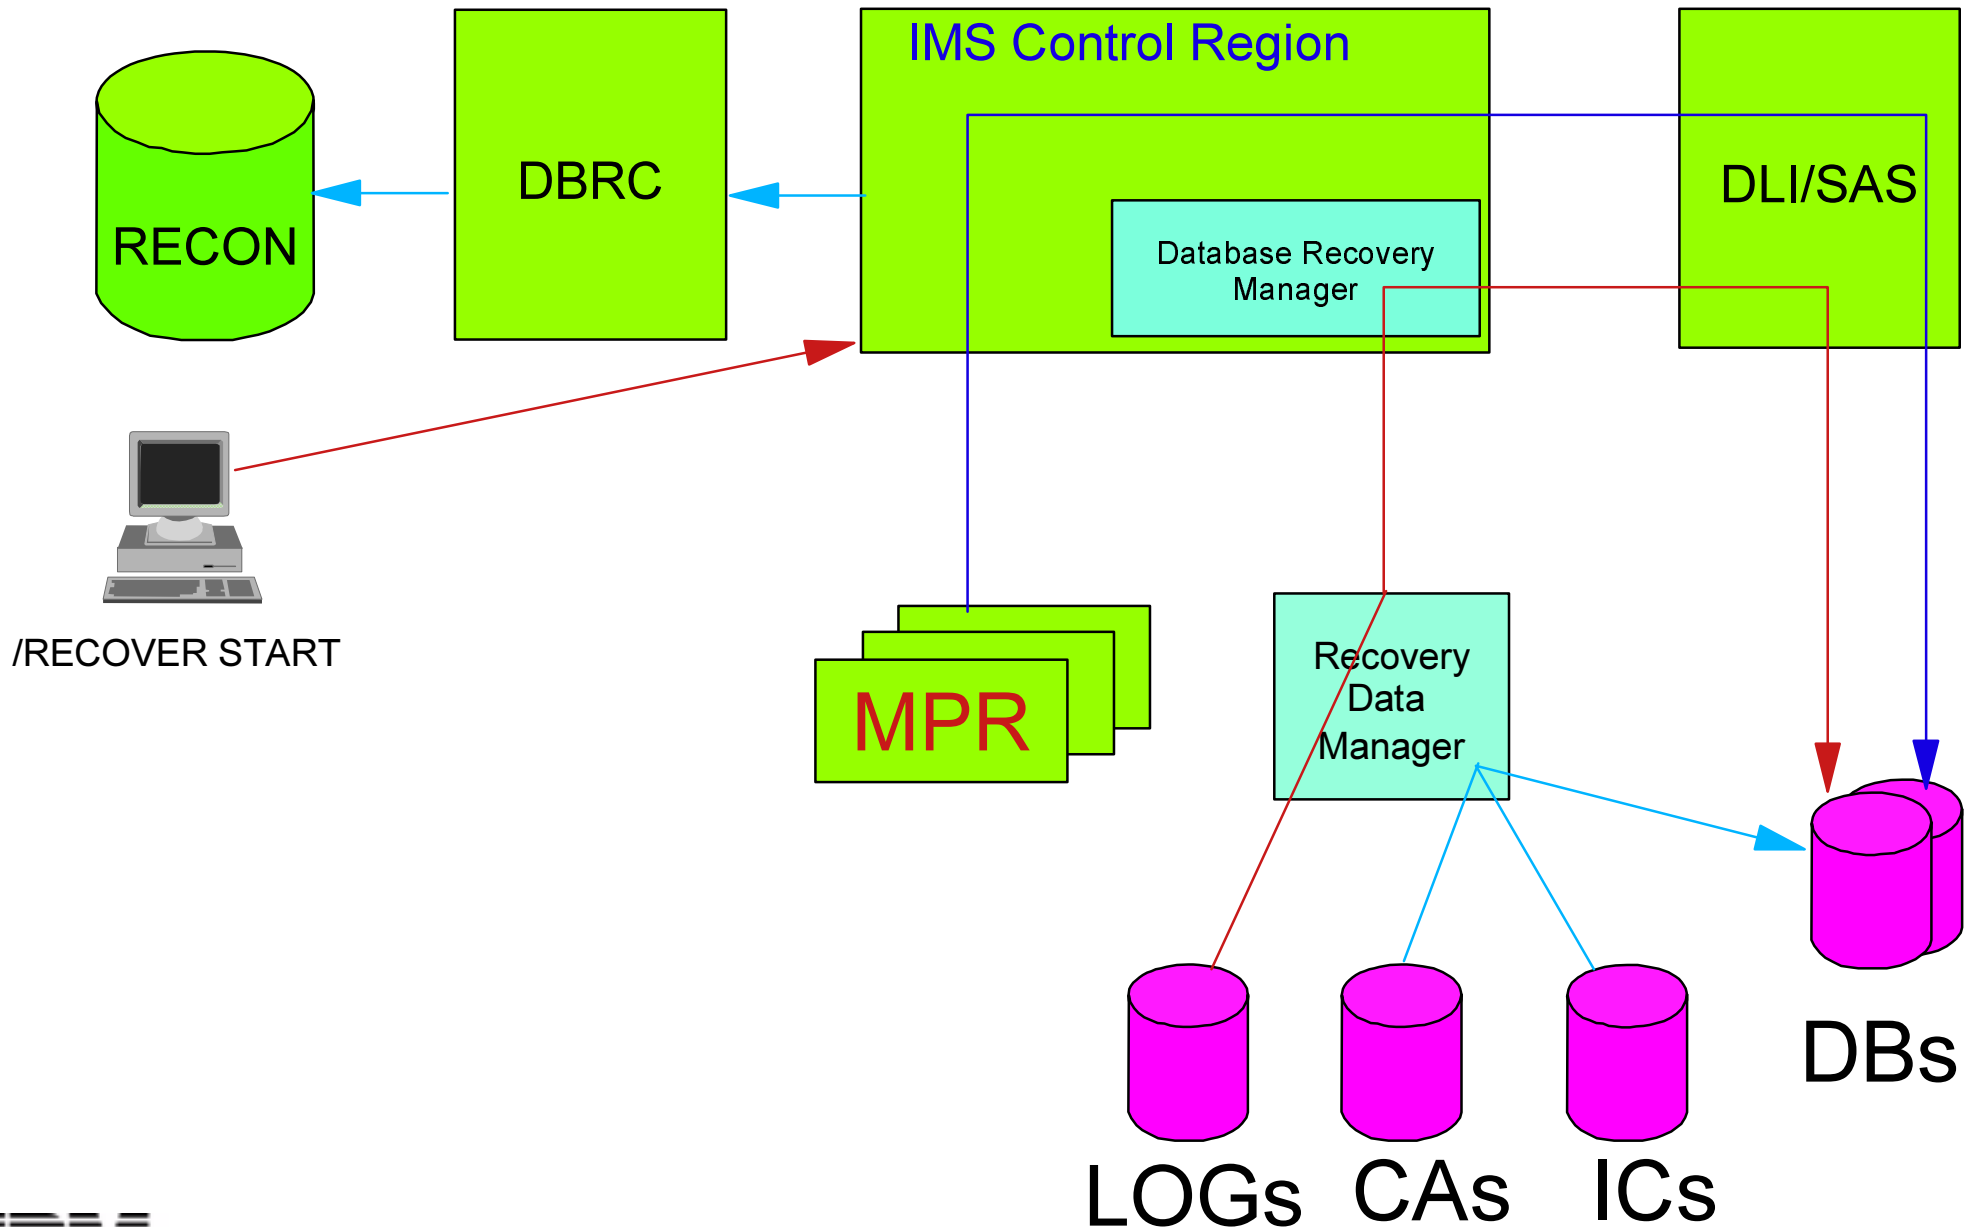 IMS Control Region
DBRC
DLI/SAS
RECON
Database Recovery
Manager
/RECOVER START
MPR
Recovery
Data
Manager
DBs
LOGs
CAs
ICs